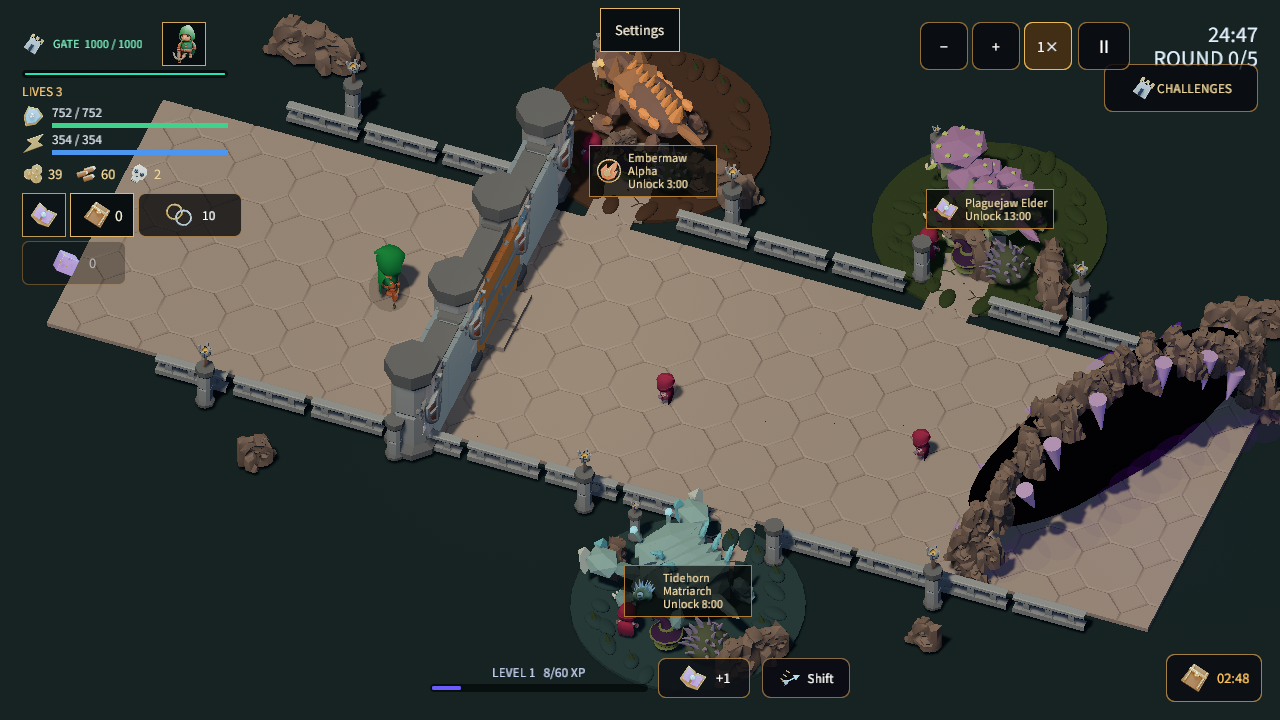 Settings
GATE 1000 / 1000
LIVES 3
752 / 752
354 / 354
39
60
2
0
10
0
−
+
1×
24:47
ROUND 0/5
CHALLENGES
Embermaw
Alpha
Unlock 3:00
Plaguejaw Elder
Unlock 13:00
Tidehorn
Matriarch
Unlock 8:00
LEVEL 1
8/60 XP
+1
Shift
02:48